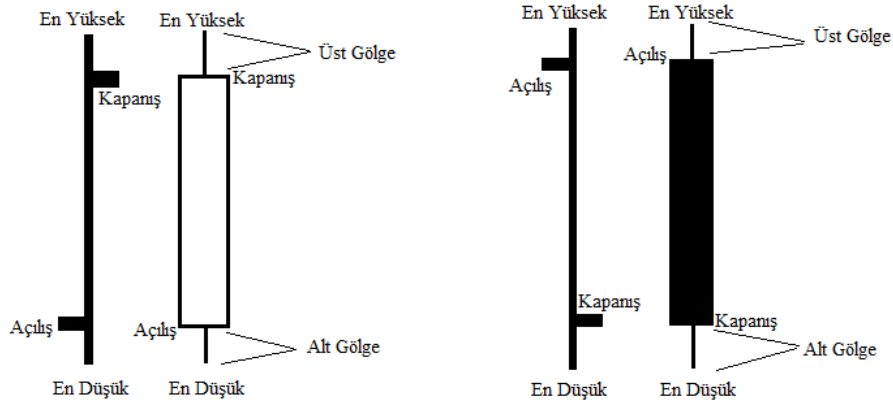 En Yüksek
Kapanış
Açılış
En Düşük
En Yüksek
Üst Gölge
Kapanış
Açılış
Alt Gölge
En Düşük
En Yüksek
Açılış
Kapanış
En Düşük
En Yüksek
Üst Gölge
Açılış
Kapanış
Alt Gölge
En Düşük